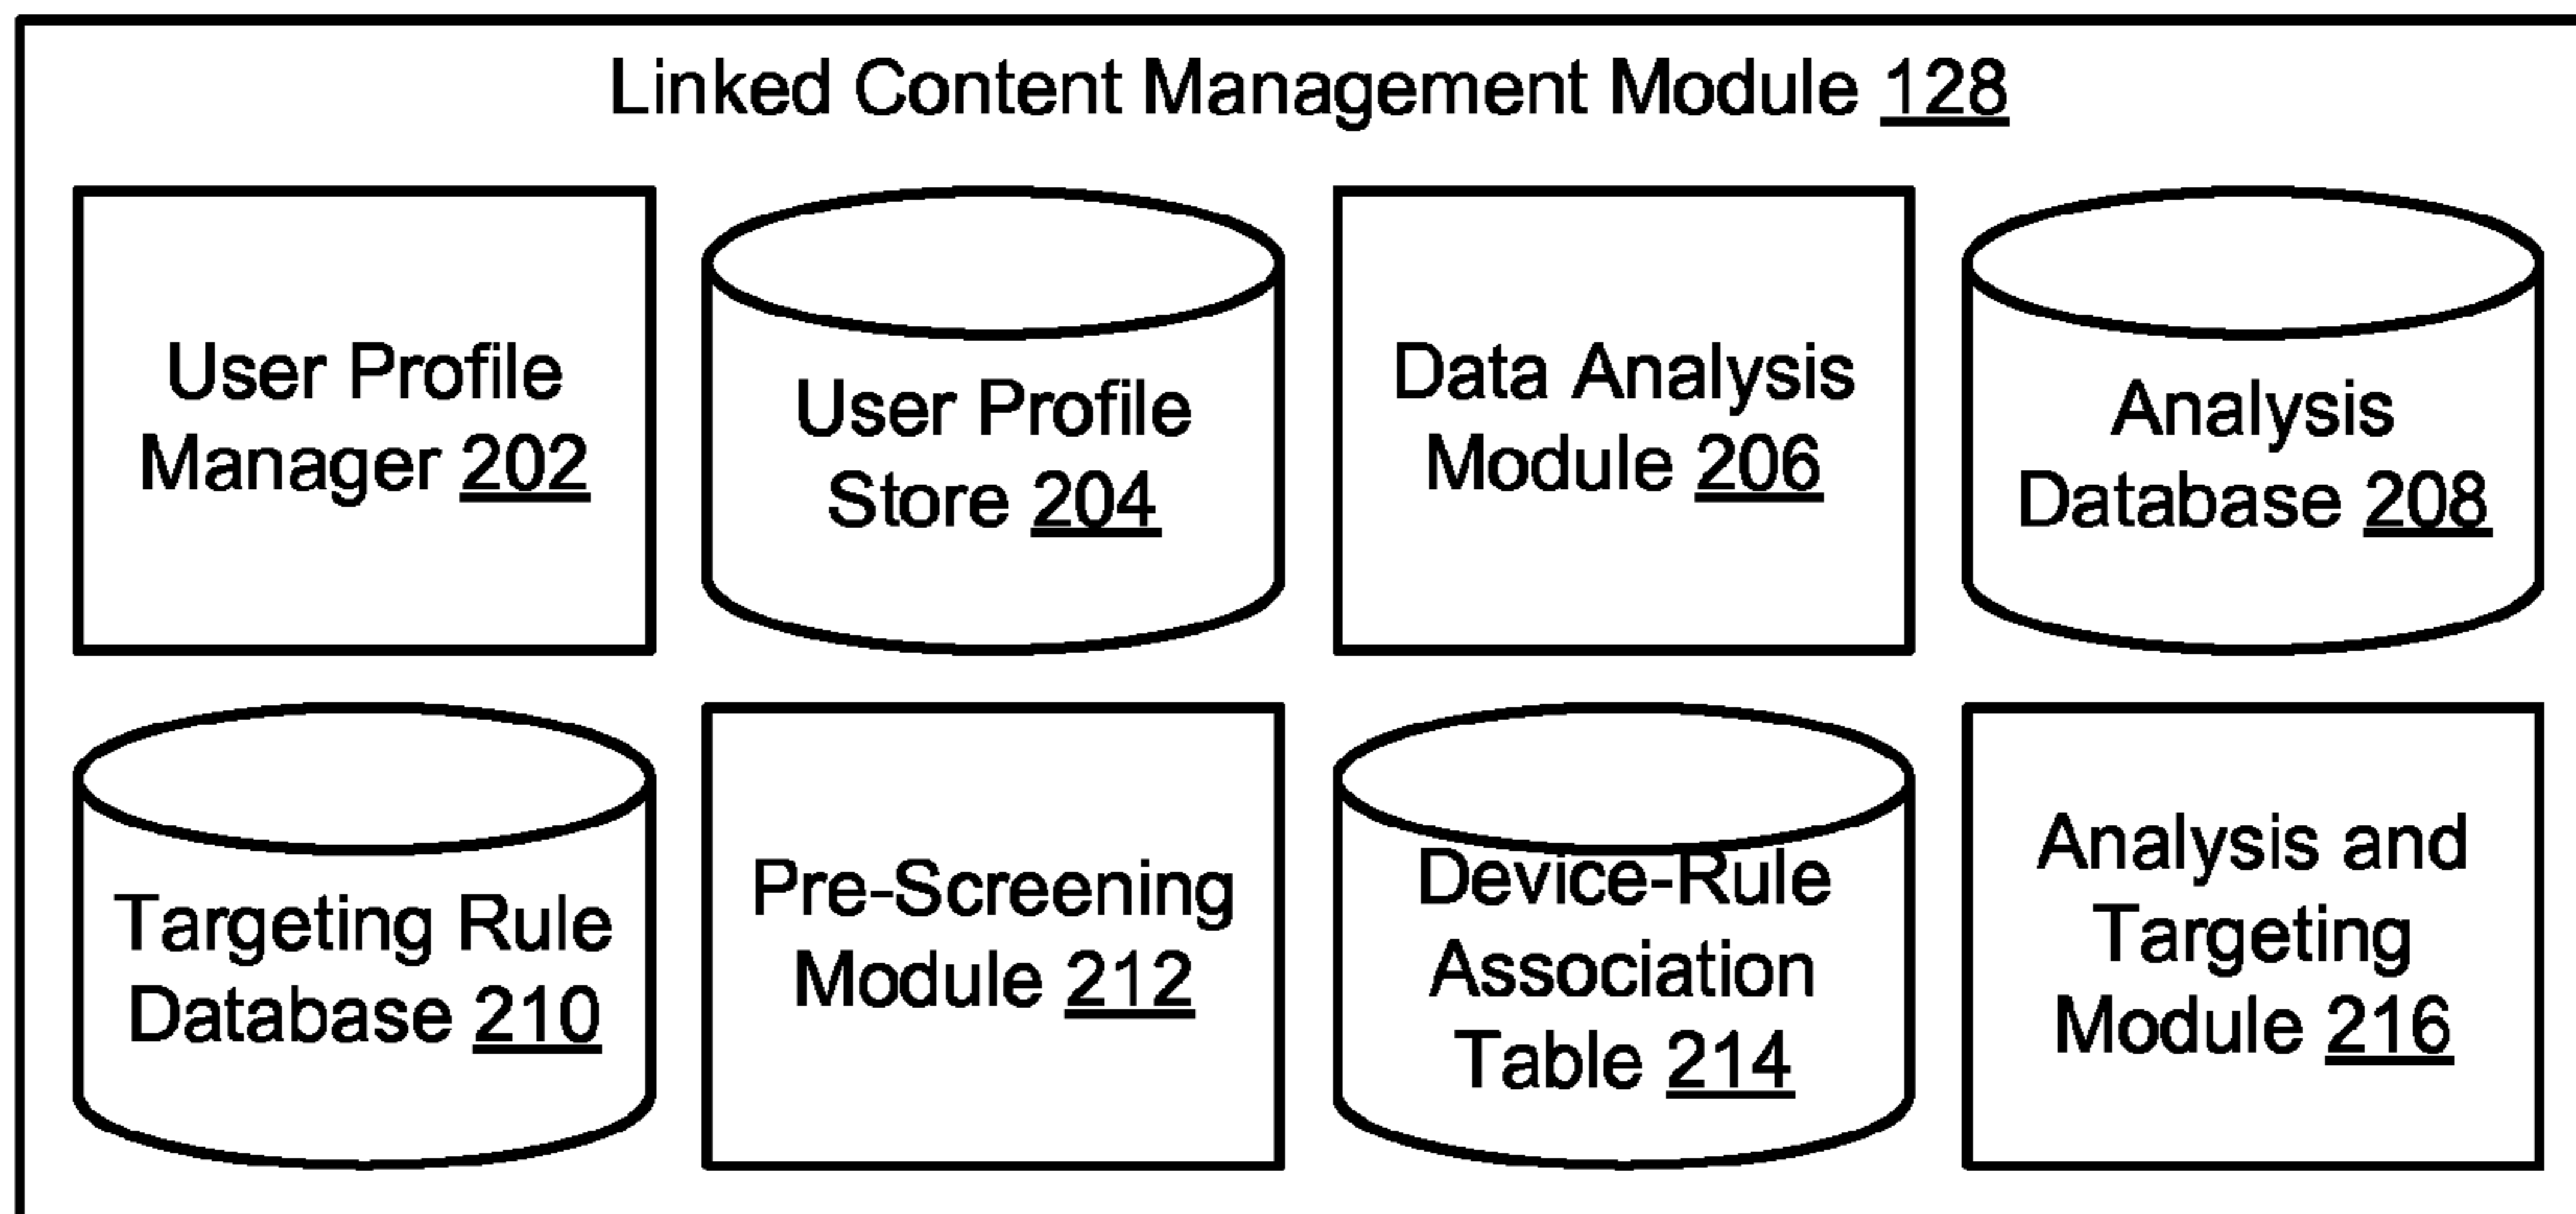 Linked Content Management Module 128
User Profile
Manager 202
User Profile
Store 204
Data Analysis
Module 206
Analysis
Database 208
Targeting Rule
Database 210
Pre-Screening
Module 212
Device-Rule
Association
Table 214
Analysis and
Targeting
Module 216